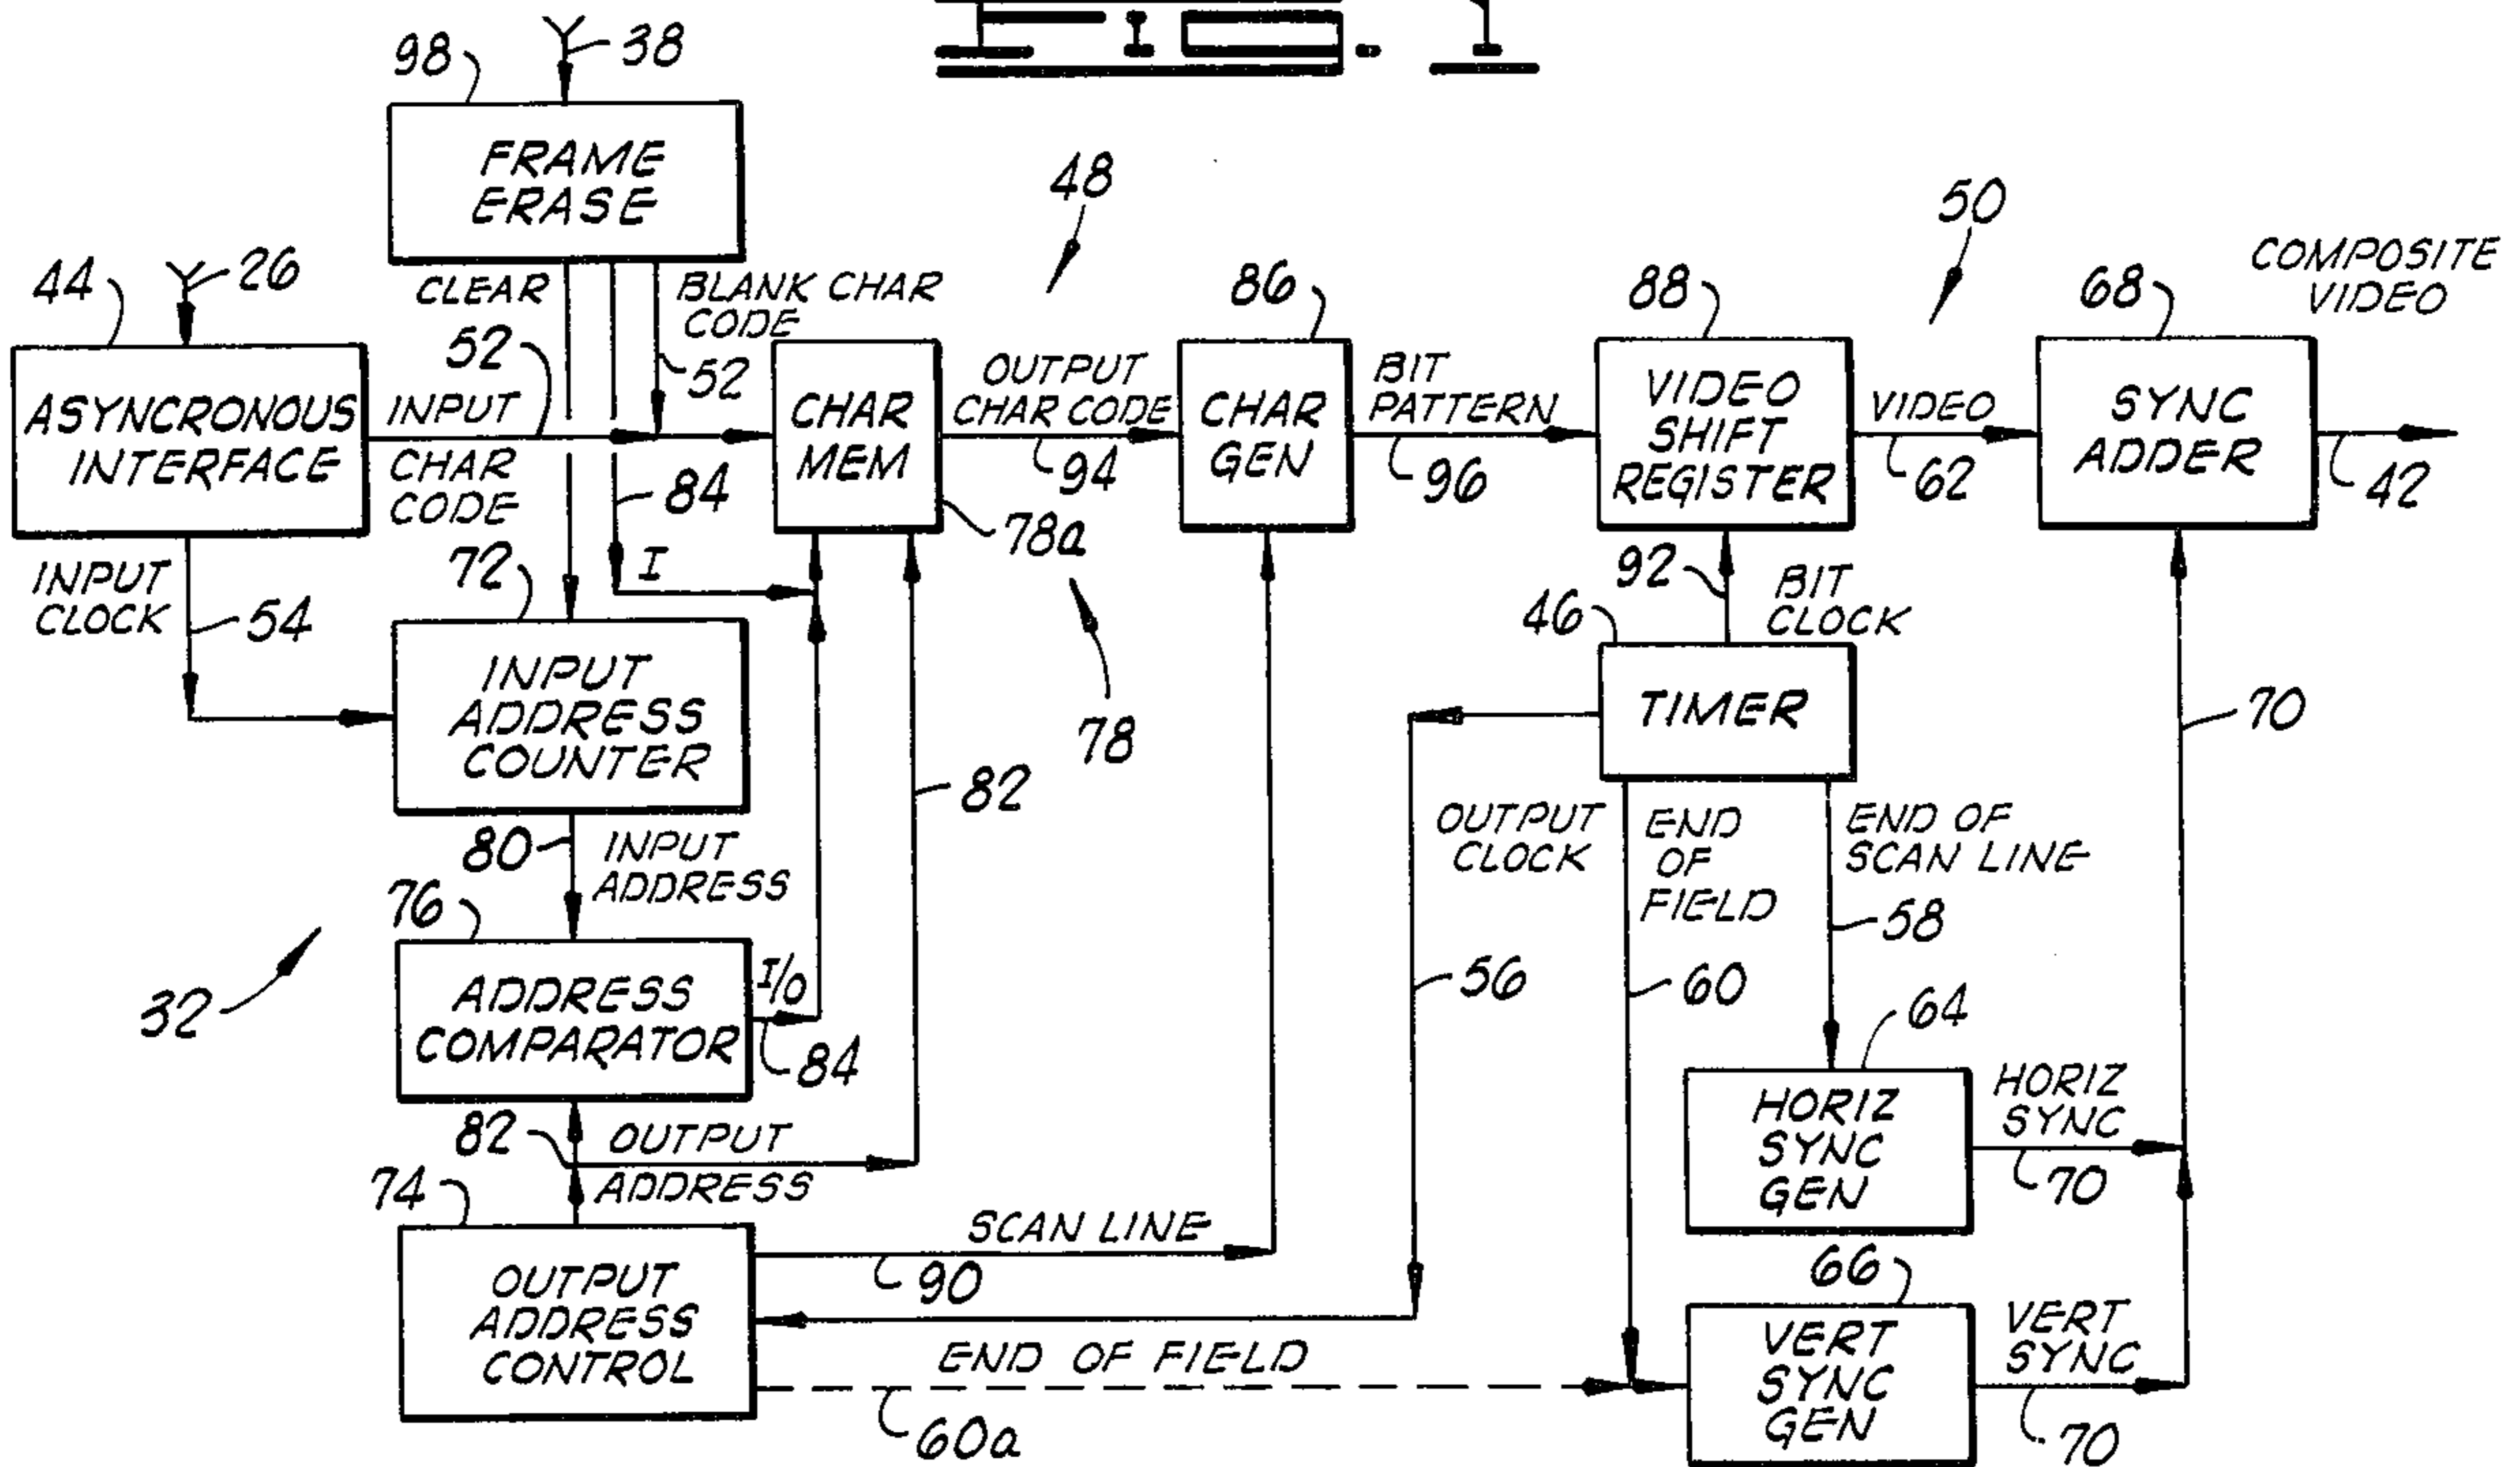 98
38
FRAME
ERASE
48
50
44
26
CLEAR
BLANK CHAR
CODE
86
88
68
COMPOSITE
VIDEO
52
52
ASYNCRONOUS
INTERFACE
INPUT
CHAR
CODE
CHAR
MEM
OUTPUT
CHAR CODE
94
CHAR
GEN
BIT
PATTERN
96
VIDEO
SHIFT
REGISTER
VIDEO
62
SYNC
ADDER
42
84
78a
I
INPUT
CLOCK
54
72
92
BIT
CLOCK
46
INPUT
ADDRESS
COUNTER
78
TIMER
70
82
80
INPUT
ADDRESS
OUTPUT
CLOCK
END
OF
FIELD
END OF
SCAN LINE
76
58
32
ADDRESS
COMPARATOR
I/O
84
56
60
64
82
OUTPUT
ADDRESS
HORIZ
SYNC
GEN
HORIZ
SYNC
70
74
SCAN LINE
90
66
OUTPUT
ADDRESS
CONTROL
END OF FIELD
60a
VERT
SYNC
GEN
VERT
SYNC
70